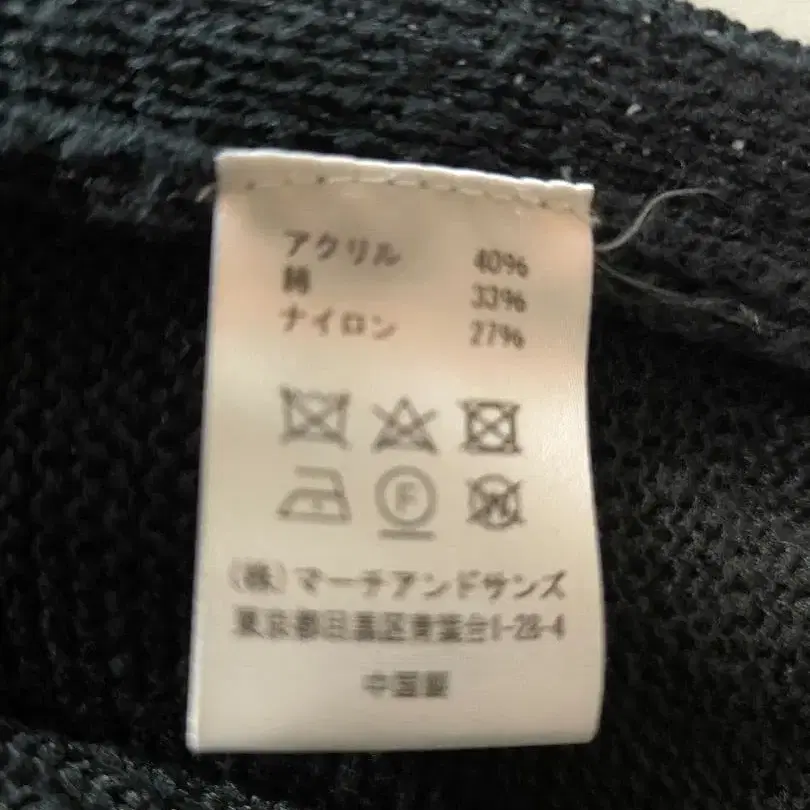 アクリル 40%
綿 33%
ナイロン 27%
F
W
(株)マーチアンドサンズ
東京都目黒区青葉台1-28-4
中国製